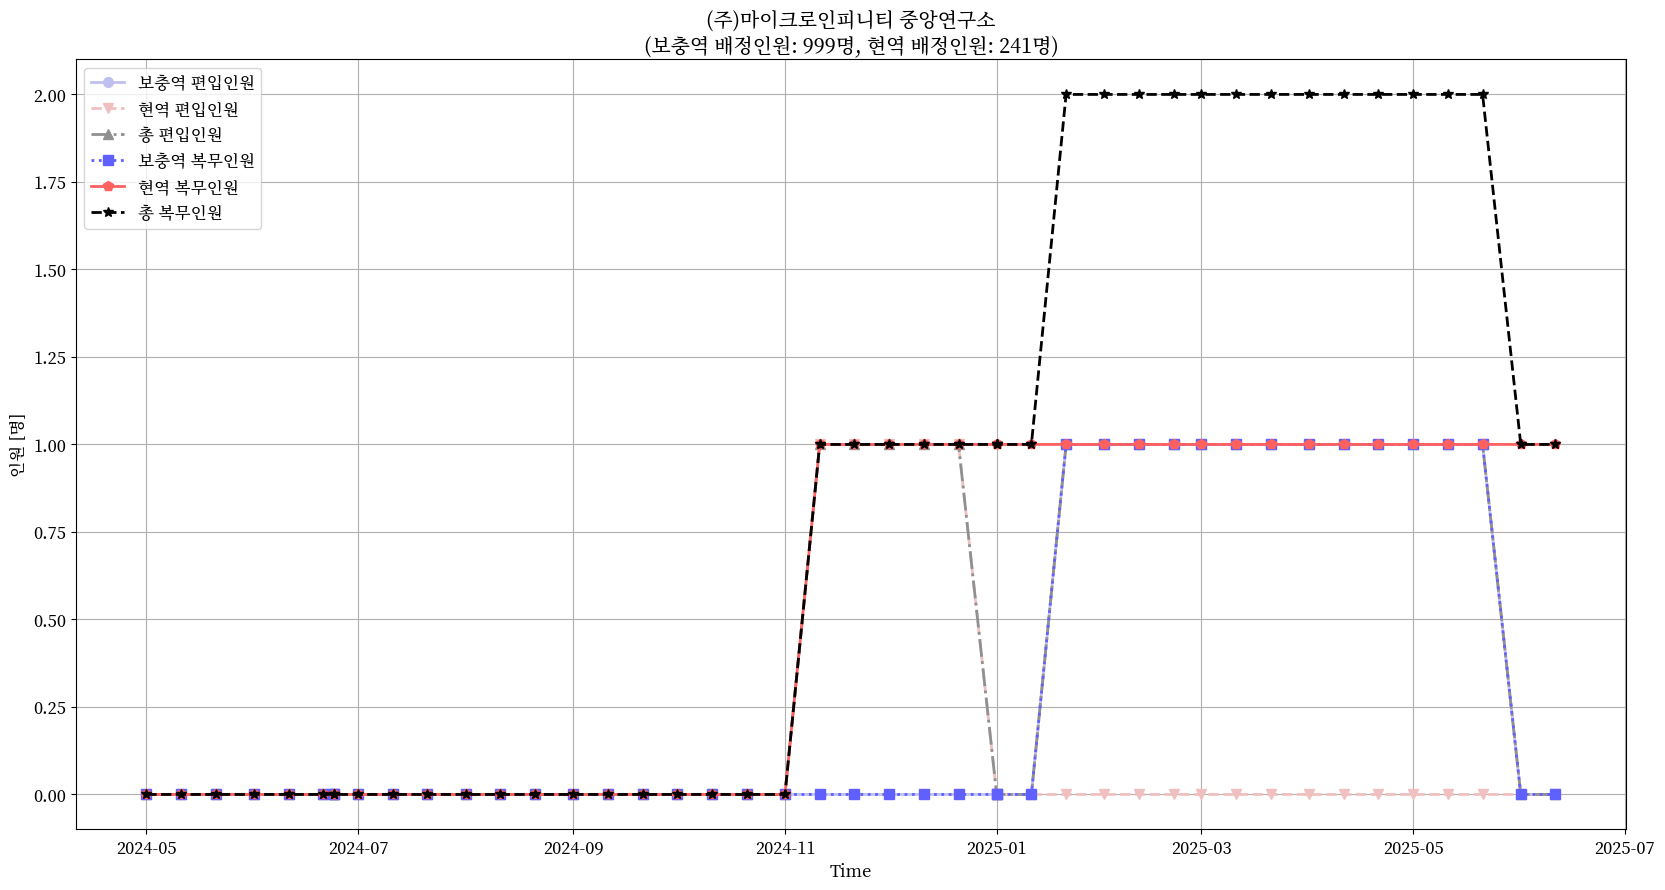 (주)마이크로인피니티 중앙연구소
(보충역 배정인원: 999명, 현역 배정인원: 241명)
보충역 편입인원
현역 편입인원
총 편입인원
보충역 복무인원
현역 복무인원
총 복무인원
2.00
1.75
1.50
1.25
1.00
0.75
0.50
0.25
0.00
인원 [명]
2024-05
2024-07
2024-09
2024-11
2025-01
2025-03
2025-05
2025-07
Time